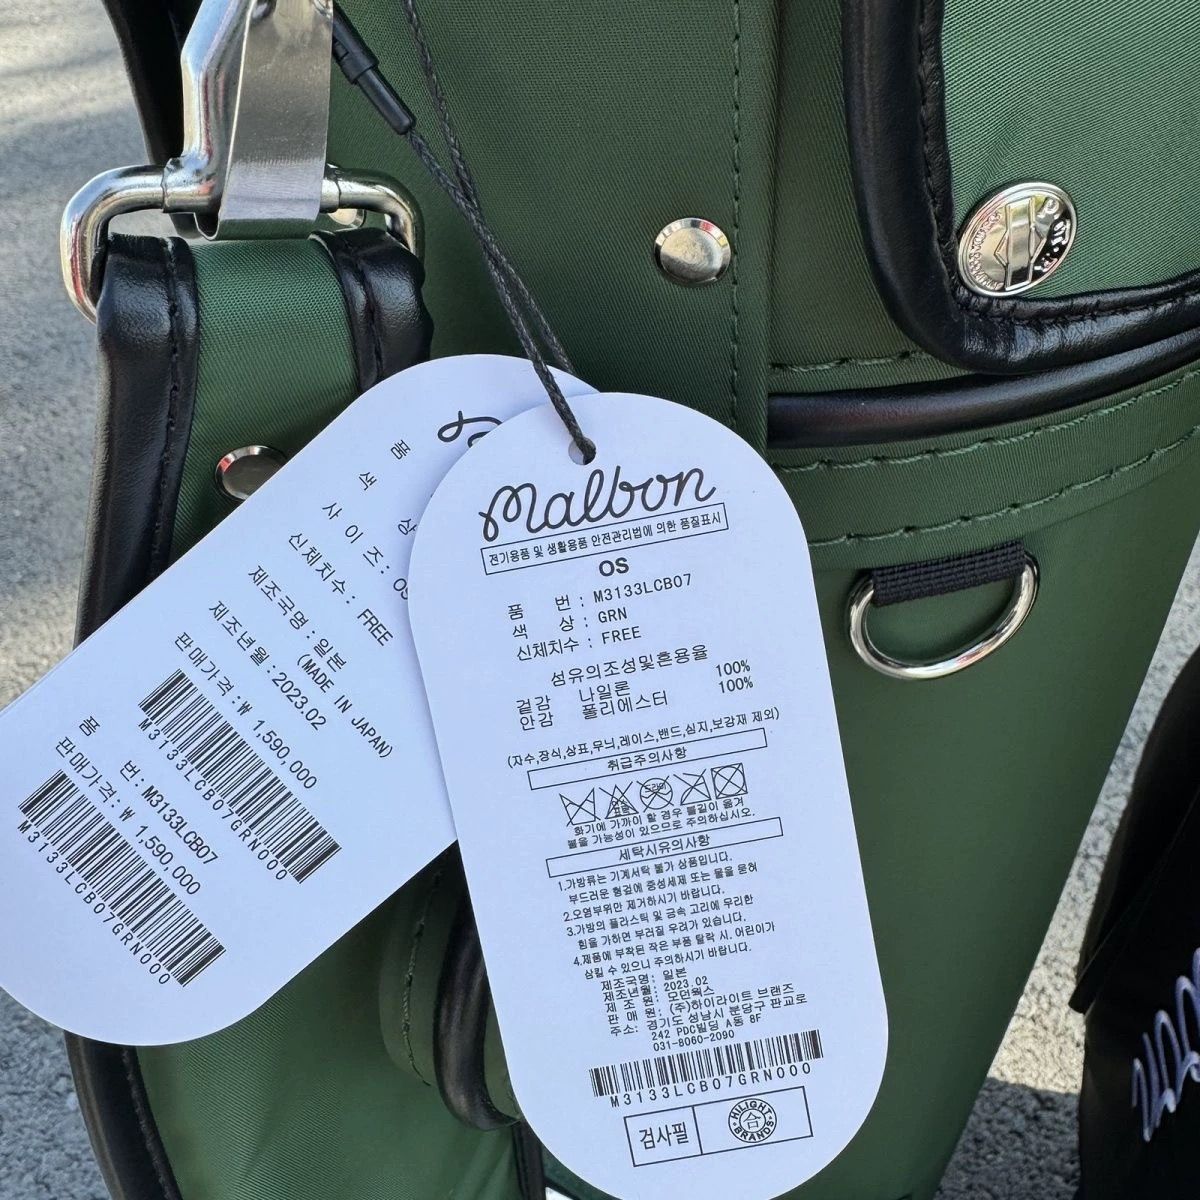 품
색 상
사이즈: OS
신체치수: FREE
제조국명: 일본
(MADE IN JAPAN)
제조년월: 2023.02
판매가격: ₩ 1,590,000
M3133LCB07GRN000
품 번: M3133LCB07
판매가격: ₩ 1,590,000
M3133LCB07GRN000
malbon
전기용품 및 생활용품 안전관리법에 의한 품질표시
OS
품 번: M3133LCB07
색 상: GRN
신체치수: FREE
섬유의조성및혼용율
겉감 나일론 100%
안감 폴리에스터 100%
(자수,장식,상표,무늬,레이스,밴드,심지,보강재 제외)
취급주의사항
화기에 가까이 할 경우 불길이 옮겨
붙을 가능성이 있으므로 주의하십시오.
세탁시유의사항
1.가방류는 기계세탁 불가 상품입니다.
부드러운 헝겊에 중성세제 또는 물을 묻혀
2.오염부위만 제거하시기 바랍니다.
3.가방의 플라스틱 및 금속 고리에 무리한
힘을 가하면 부러질 우려가 있습니다.
4.제품에 부착된 작은 부품 탈락 시, 어린이가
삼킬 수 있으니 주의하시기 바랍니다.
제조국명: 일본
제조년월: 2023.02
제 조 원: 모던웍스
판 매 원: (주)하이라이트 브랜즈
주소: 경기도 성남시 분당구 판교로
242 PDC빌딩 A동 8F
031-8060-2090
M3133LCB07GRN000
검사필
HILIGHT 合 BRANDS